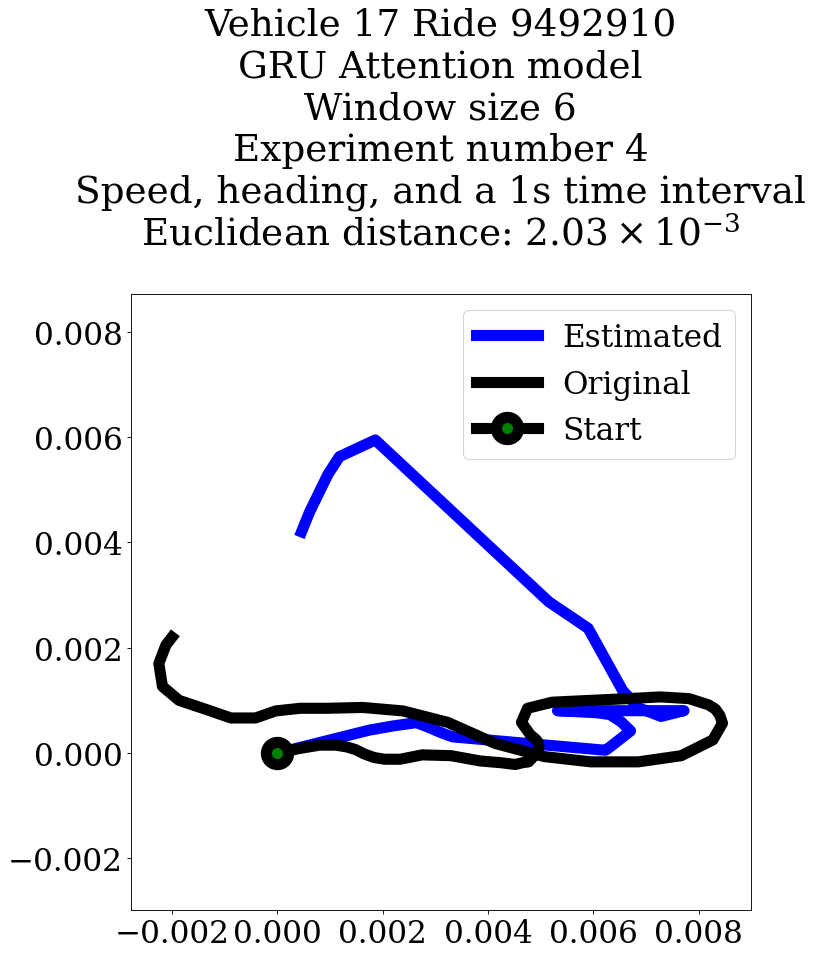 Vehicle 17 Ride 9492910
GRU Attention model
Window size 6
Experiment number 4
Speed, heading, and a 1s time interval
Euclidean distance: 2.03 × 10⁻³
Estimated
Original
Start
0.008
0.006
0.004
0.002
0.000
−0.002
−0.002 0.000 0.002 0.004 0.006 0.008